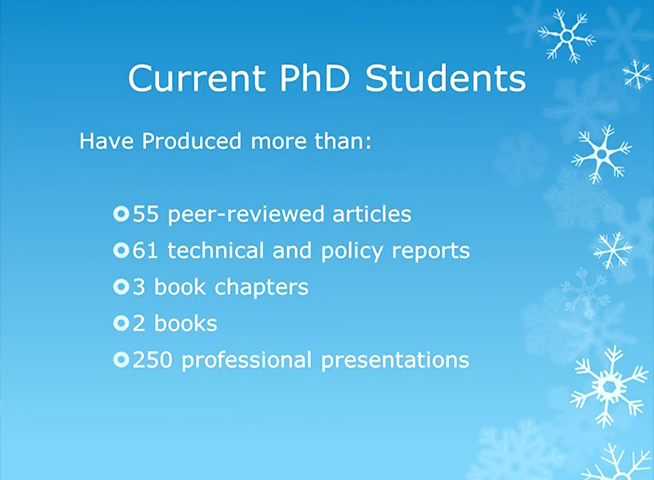 Current PhD Students
Have Produced more than:
55 peer-reviewed articles
61 technical and policy reports
3 book chapters
2 books
250 professional presentations